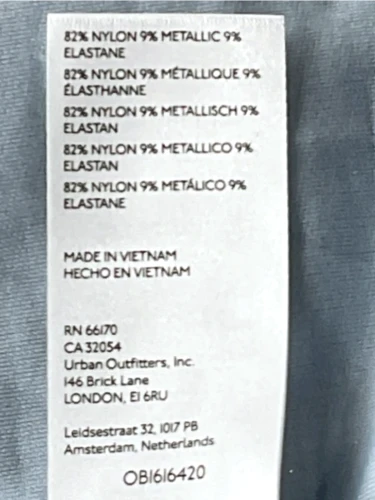 82% NYLON 9% METALLIC 9%
ELASTANE
82% NYLON 9% MÉTALLIQUE 9%
ÉLASTHANNE
82% NYLON 9% METALLISCH 9%
ELASTAN
82% NYLON 9% METALLICO 9%
ELASTAN
82% NYLON 9% METÁLICO 9%
ELASTANE
MADE IN VIETNAM
HECHO EN VIETNAM
RN 66170
CA 32054
Urban Outfitters, Inc.
146 Brick Lane
LONDON, E1 6RU
Leidsestraat 32, 1017 PB
Amsterdam, Netherlands
OB1616420